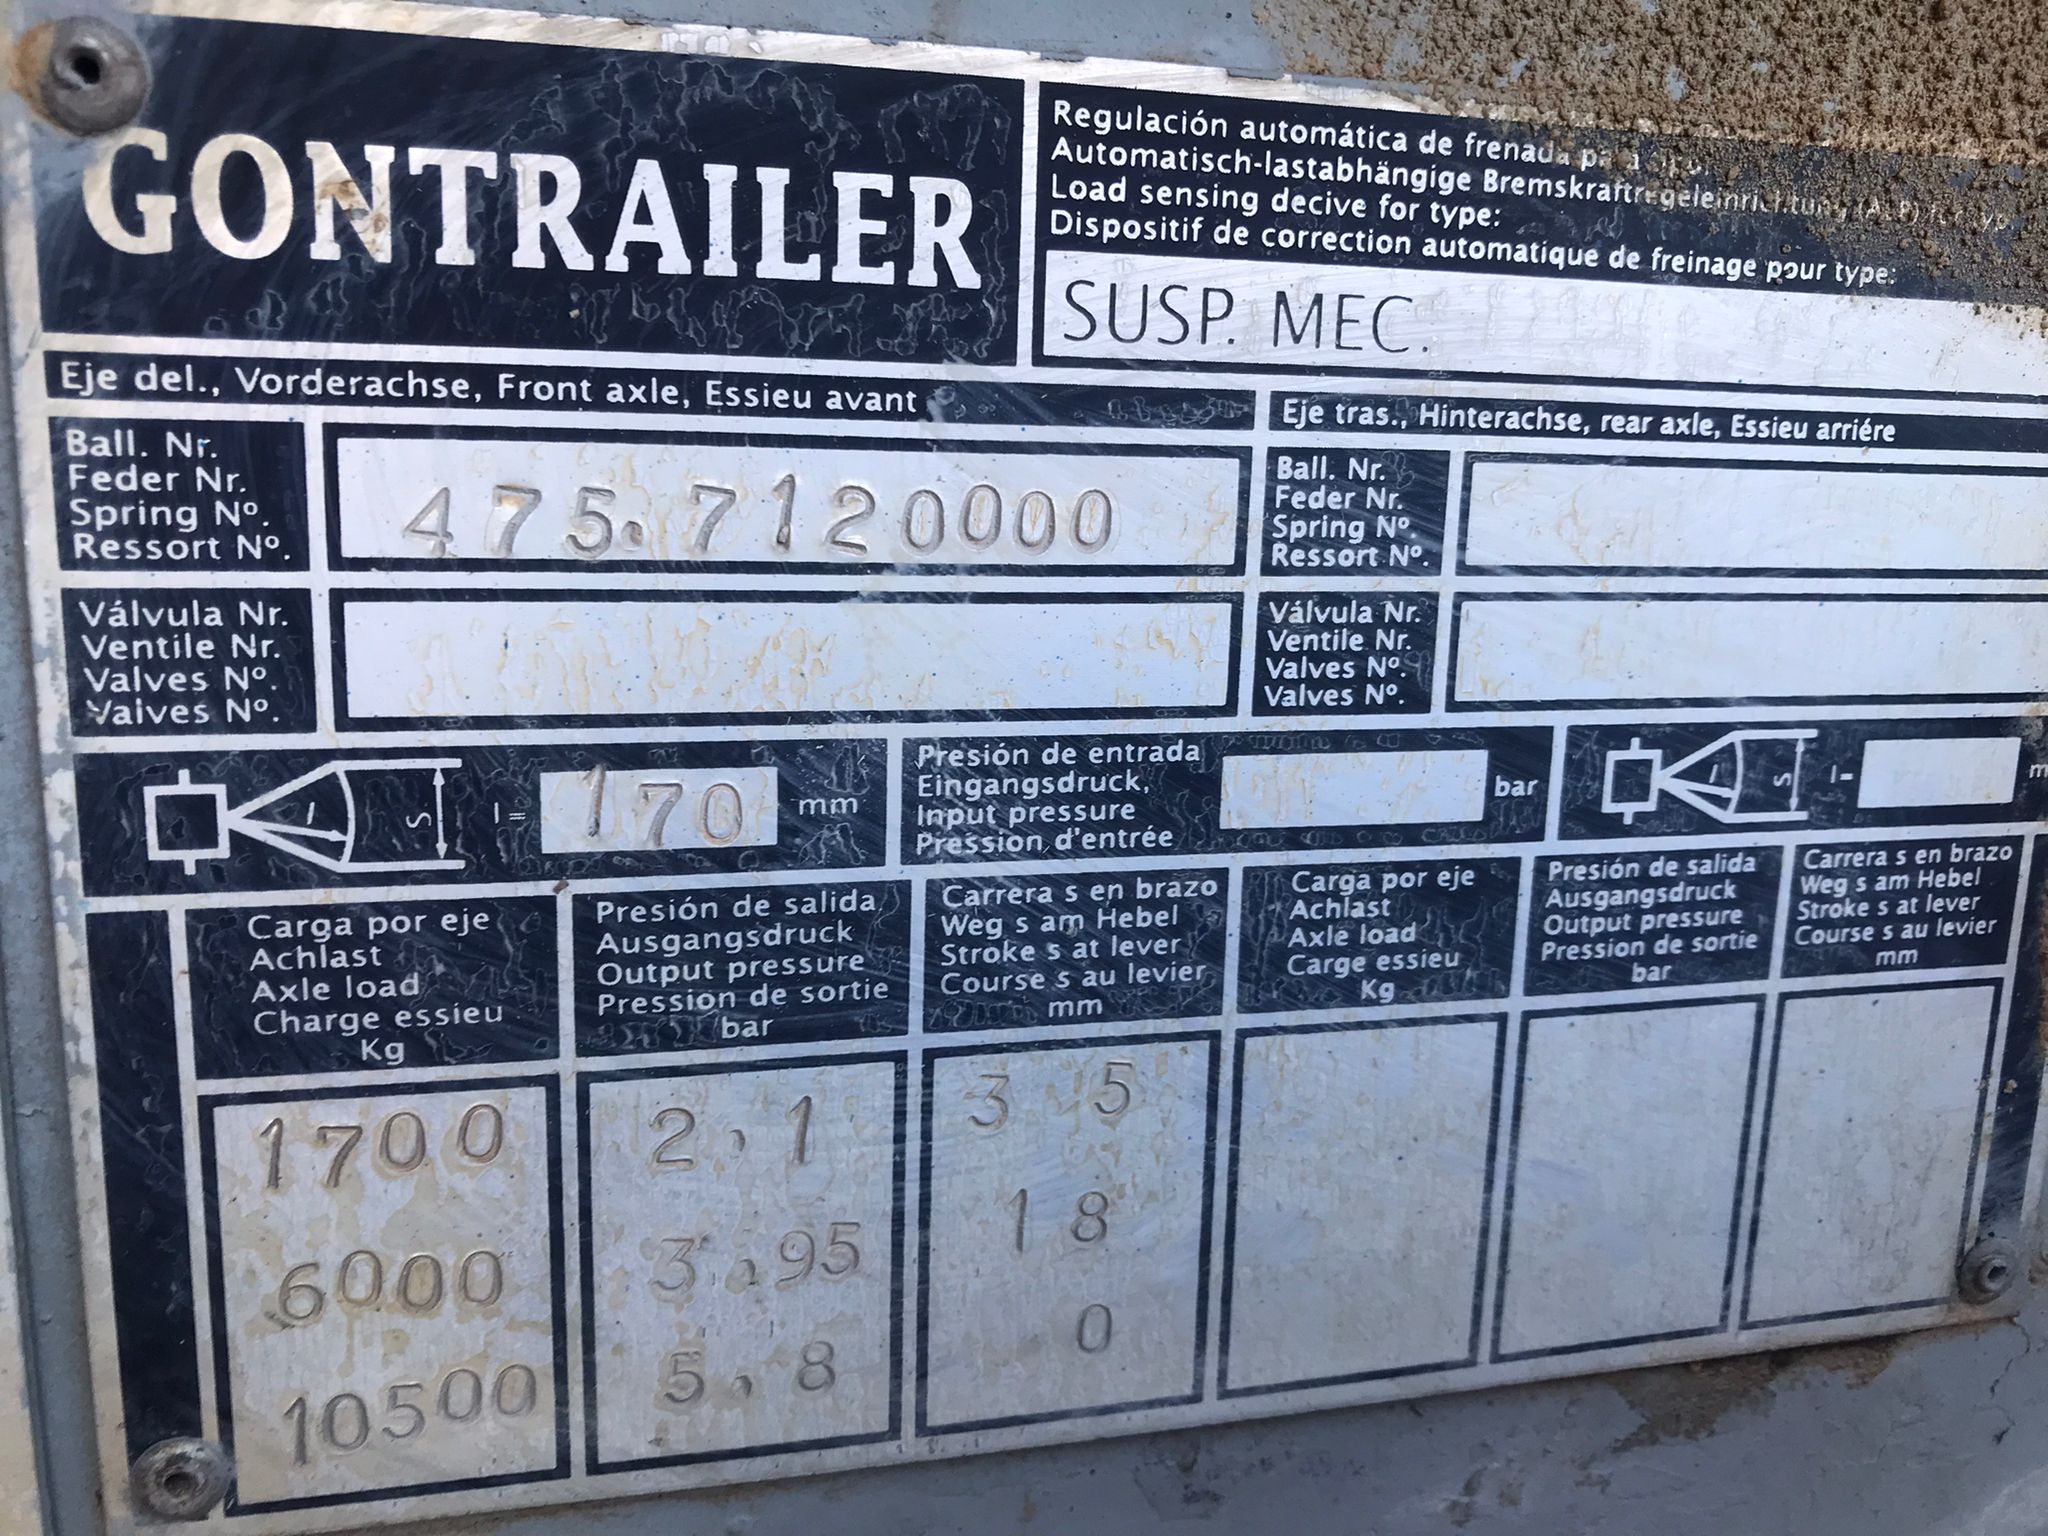 GONTRAILER
Regulación automática de frenada para
Automatisch-lastabhängige Bremskraftregeleinrichtung
Load sensing decive for type:
Dispositif de correction automatique de freinage pour type:
SUSP. MEC.
Eje del., Vorderachse, Front axle, Essieu avant
Ball. Nr.
Feder Nr.
Spring Nº.
Ressort Nº.
475.7120000
Válvula Nr.
Ventile Nr.
Valves Nº.
Valves Nº.
Eje tras., Hinterachse, rear axle, Essieu arriére
Ball. Nr.
Feder Nr.
Spring Nº
Ressort Nº.
Válvula Nr.
Ventile Nr.
Valves Nº.
Valves Nº.
l S l= 170 mm
Presión de entrada
Eingangsdruck,
Input pressure
Pression d'entrée
bar
l S l= m
Carga por eje
Achlast
Axle load
Charge essieu
Kg
Presión de salida
Ausgangsdruck
Output pressure
Pression de sortie
bar
Carrera s en brazo
Weg s am Hebel
Stroke s at lever
Course s au levier
mm
Carga por eje
Achlast
Axle load
Carge essieu
Kg
Presión de salida
Ausgangsdruck
Output pressure
Pression de sortie
bar
Carrera s en brazo
Weg s am Hebel
Stroke s at lever
Course s au levier
mm
1700 2,1 35
6000 3,95 18
10500 5,8 0